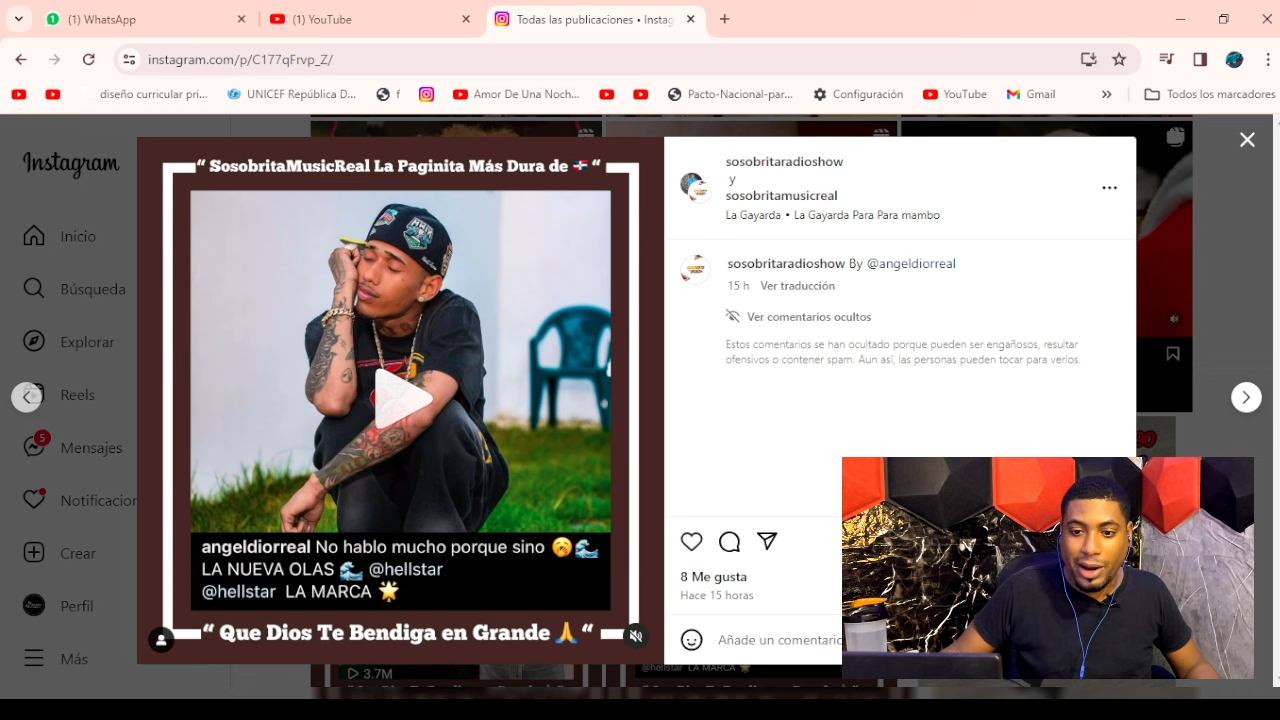 (1) WhatsApp
(1) YouTube
Todas las publicaciones • Instag
instagram.com/p/C177qFrvp_Z/
diseño curricular pri...
UNICEF República D...
f
Amor De Una Noch...
Pacto-Nacional-par...
Configuración
YouTube
Gmail
Todos los marcadores
Instagram
Inicio
Búsqueda
Explorar
Reels
5
Mensajes
Notificacion
Crear
Perfil
Más
“ SosobritaMusicReal La Paginita Más Dura de 🇩🇴 “
angeldiorreal No hablo mucho porque sino 🥱🌊
LA NUEVA OLAS 🌊 @hellstar
@hellstar LA MARCA 🌟
“ Que Dios Te Bendiga en Grande 🙏 “
sosobritaradioshow
y
sosobritamusicreal
La Gayarda • La Gayarda Para Para mambo
sosobritaradioshow By @angeldiorreal
15 h Ver traducción
Ver comentarios ocultos
Estos comentarios se han ocultado porque pueden ser engañosos, resultar
ofensivos o contener spam. Aun así, las personas pueden tocar para verlos.
8 Me gusta
Hace 15 horas
Añade un comentario
3.7M
@hellstar LA MARCA 🌟